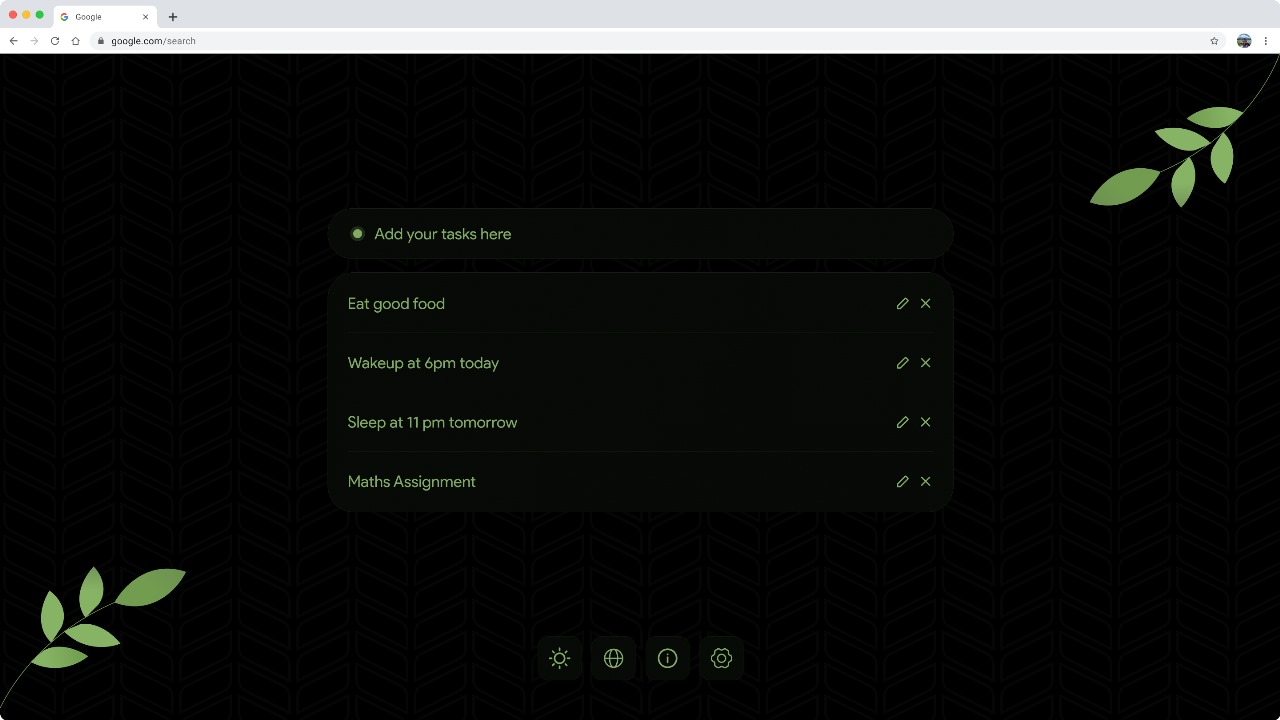 Google
google.com/search
Add your tasks here
Eat good food
Wakeup at 6pm today
Sleep at 11 pm tomorrow
Maths Assignment